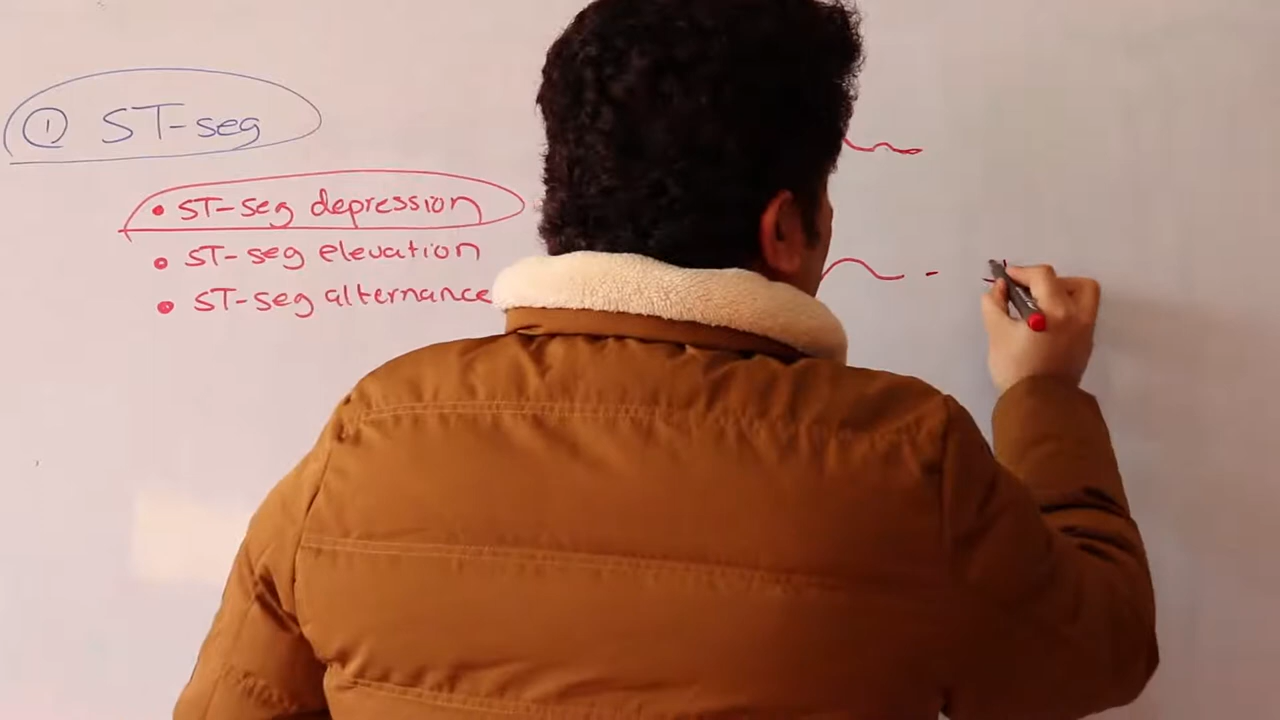 ① ST-seg
• ST-seg depression
• ST-seg elevation
• ST-seg alternance